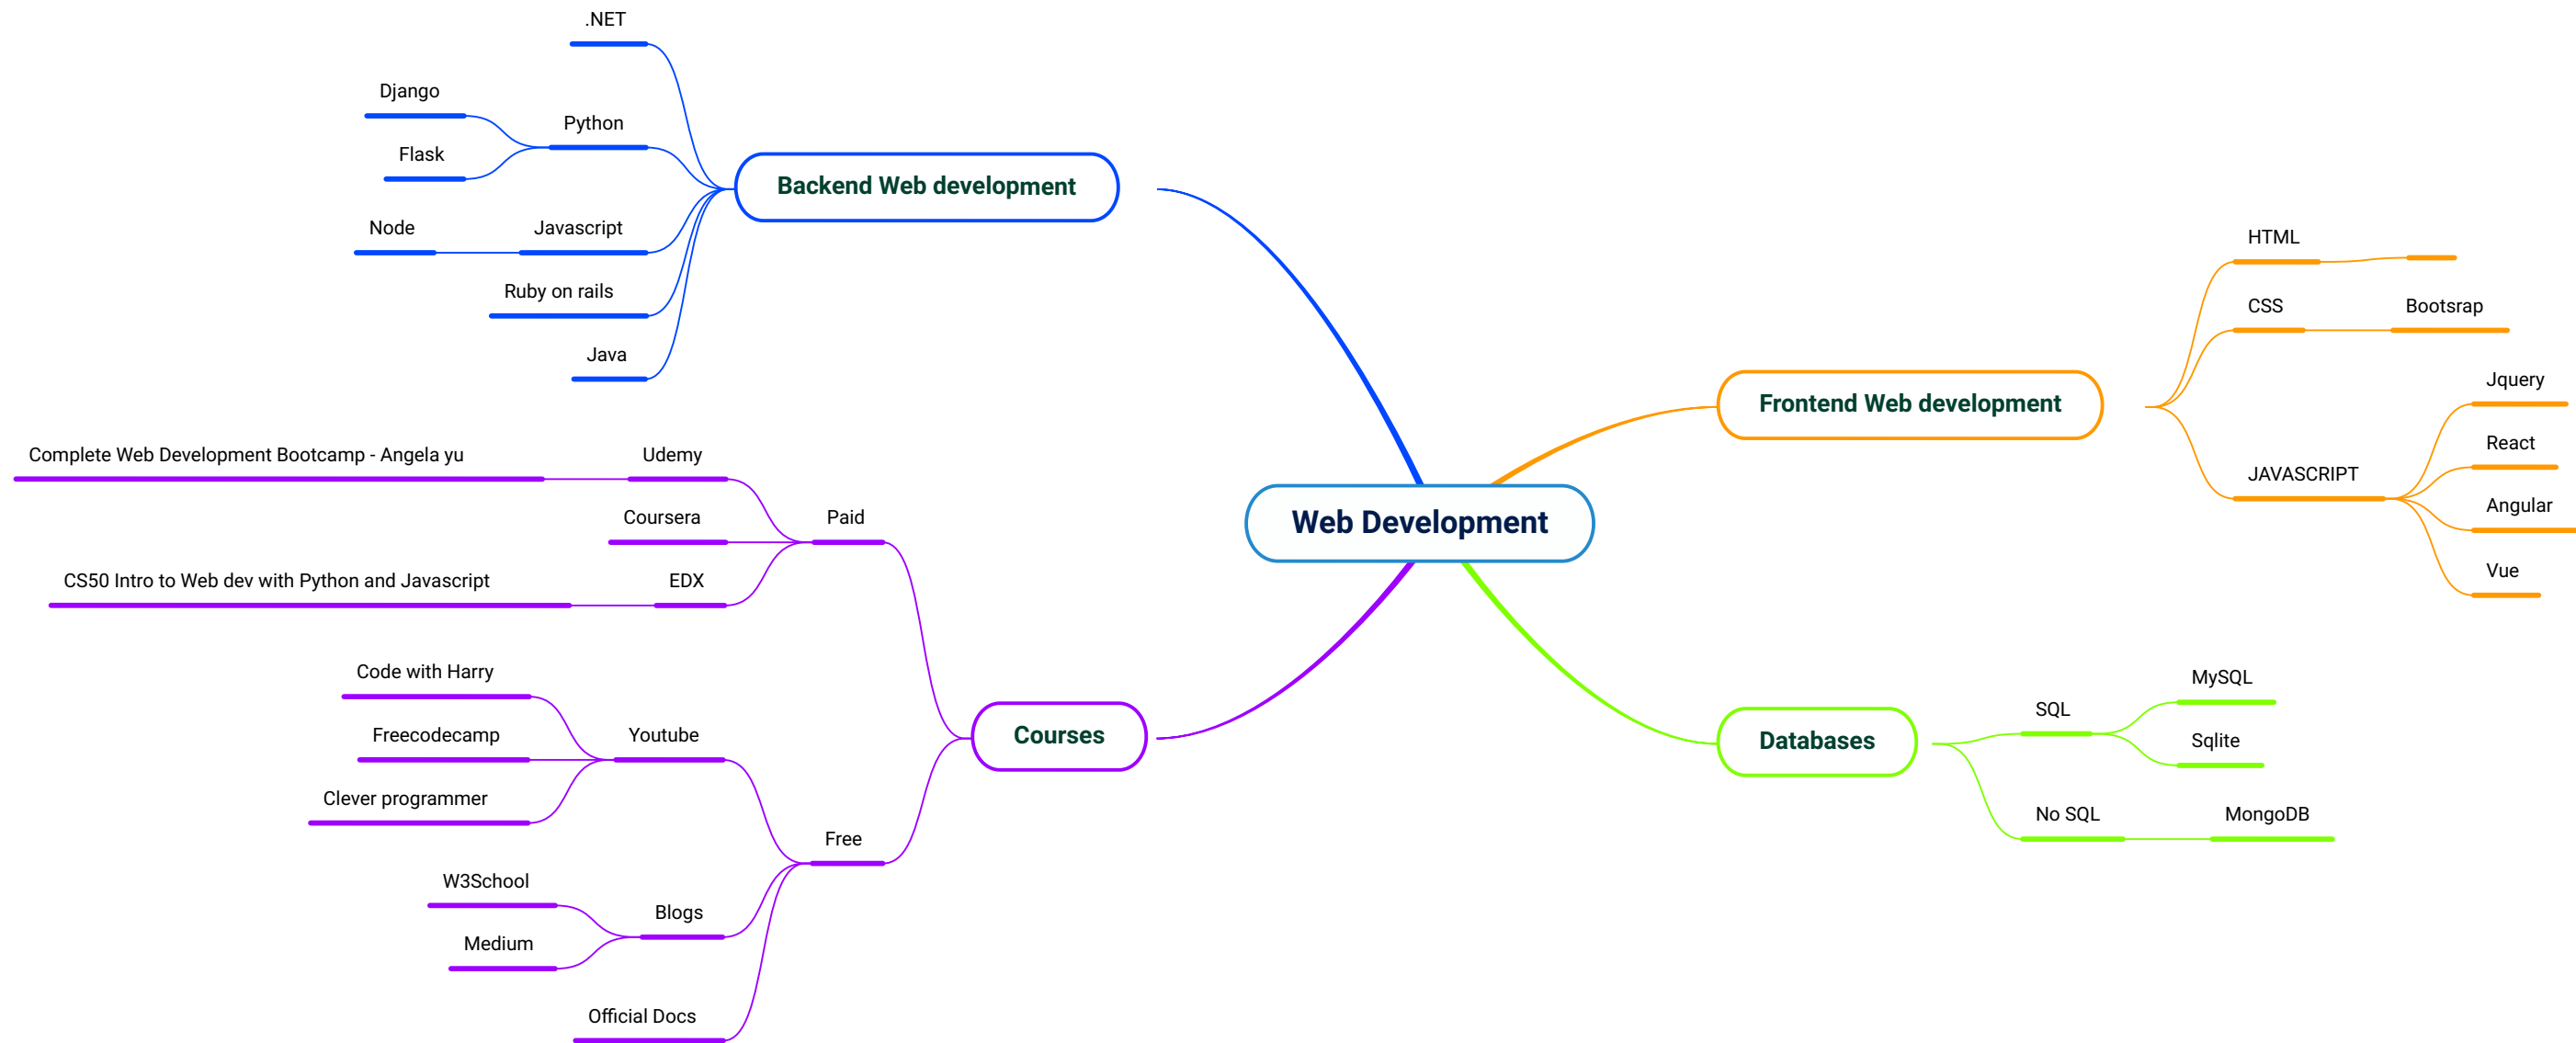 .NET
Django
Python
Flask
Backend Web development
Node
Javascript
Ruby on rails
Java
HTML
CSS
Bootsrap
Frontend Web development
Jquery
React
JAVASCRIPT
Angular
Vue
Web Development
Complete Web Development Bootcamp - Angela yu
Udemy
Coursera
Paid
CS50 Intro to Web dev with Python and Javascript
EDX
Code with Harry
Freecodecamp
Youtube
Clever programmer
Courses
Free
W3School
Blogs
Medium
Official Docs
Databases
SQL
MySQL
Sqlite
No SQL
MongoDB